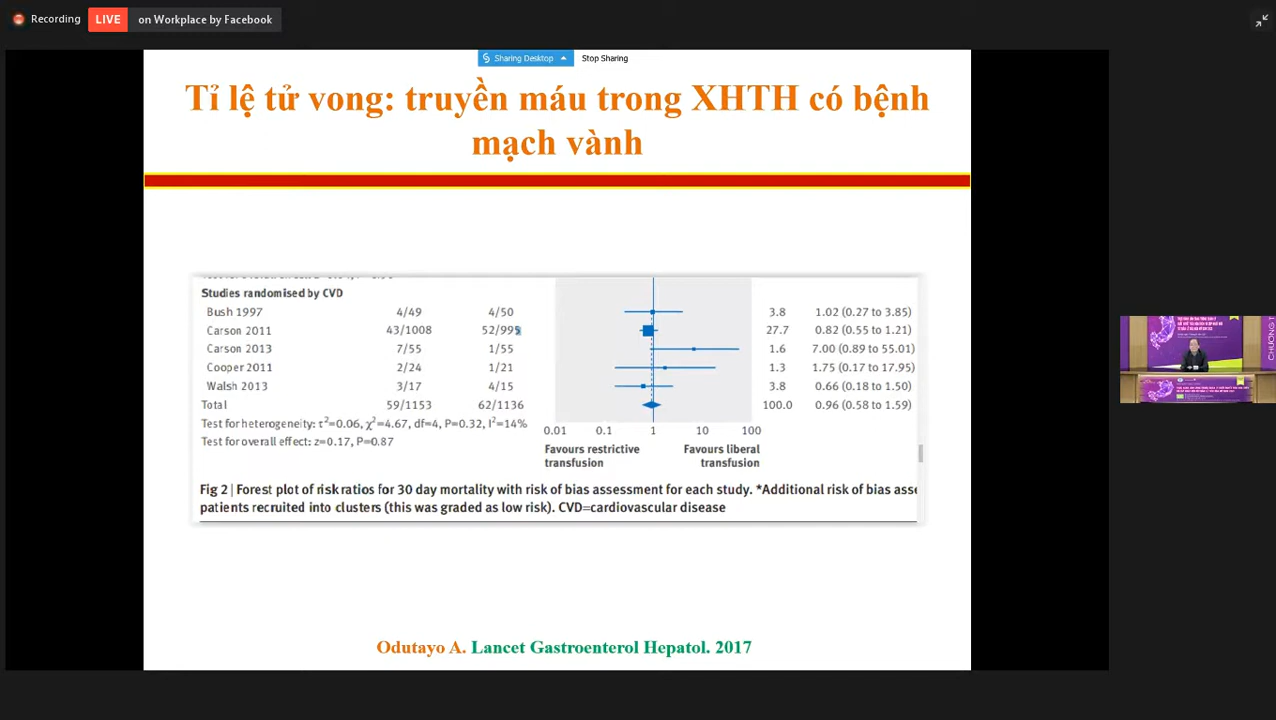 Recording LIVE on Workplace by Facebook
Sharing Desktop Stop Sharing
Tỉ lệ tử vong: truyền máu trong XHTH có bệnh
mạch vành
Studies randomised by CVD
Bush 1997 4/49 4/50 3.8 1.02 (0.27 to 3.85)
Carson 2011 43/1008 52/995 27.7 0.82 (0.55 to 1.21)
Carson 2013 7/55 1/55 1.6 7.00 (0.89 to 55.01)
Cooper 2011 2/24 1/21 1.3 1.75 (0.17 to 17.95)
Walsh 2013 3/17 4/15 3.8 0.66 (0.18 to 1.50)
Total 59/1153 62/1136 100.0 0.96 (0.58 to 1.59)
Test for heterogeneity: τ²=0.06, χ²=4.67, df=4, P=0.32, I²=14%
Test for overall effect: z=0.17, P=0.87
0.01 0.1 1 10 100
Favours restrictive Favours liberal
transfusion transfusion
Fig 2 | Forest plot of risk ratios for 30 day mortality with risk of bias assessment for each study. *Additional risk of bias asse
patients recruited into clusters (this was graded as low risk). CVD=cardiovascular disease
Odutayo A. Lancet Gastroenterol Hepatol. 2017